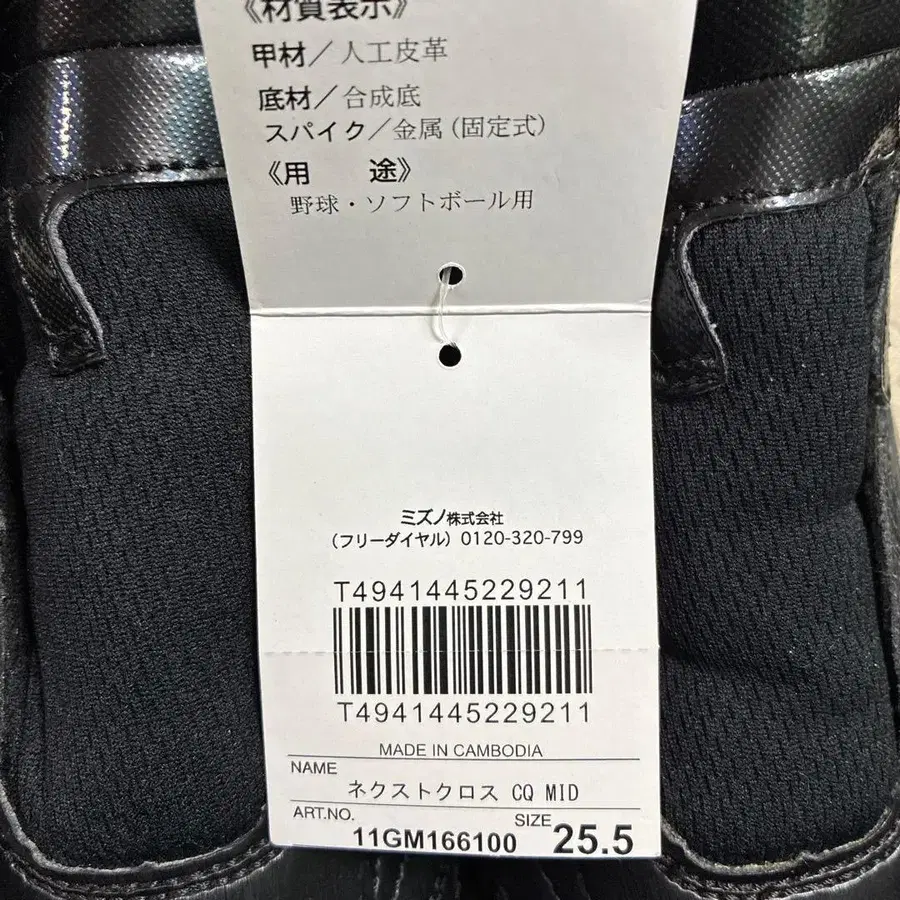 《材質表示》
甲材／人工皮革
底材／合成底
スパイク／金属(固定式)
《用　途》
野球・ソフトボール用
ミズノ株式会社
(フリーダイヤル) 0120-320-799
T4941445229211
T4941445229211
MADE IN CAMBODIA
NAME
ネクストクロス CQ MID
ART.NO.
11GM166100
SIZE
25.5